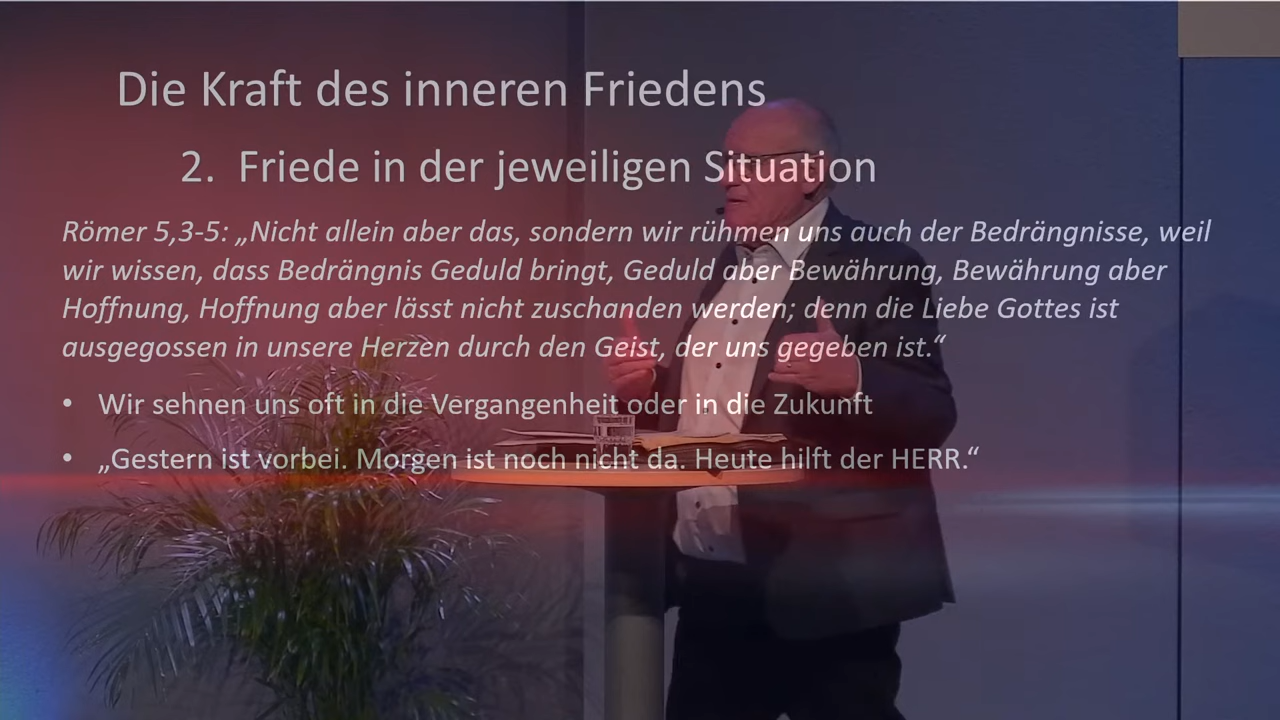 Die Kraft des inneren Friedens
2. Friede in der jeweiligen Situation
Römer 5,3-5: „Nicht allein aber das, sondern wir rühmen uns auch der Bedrängnisse, weil
wir wissen, dass Bedrängnis Geduld bringt, Geduld aber Bewährung, Bewährung aber
Hoffnung, Hoffnung aber lässt nicht zuschanden werden; denn die Liebe Gottes ist
ausgegossen in unsere Herzen durch den Geist, der uns gegeben ist.“
• Wir sehnen uns oft in die Vergangenheit oder in die Zukunft
• „Gestern ist vorbei. Morgen ist noch nicht da. Heute hilft der HERR.“